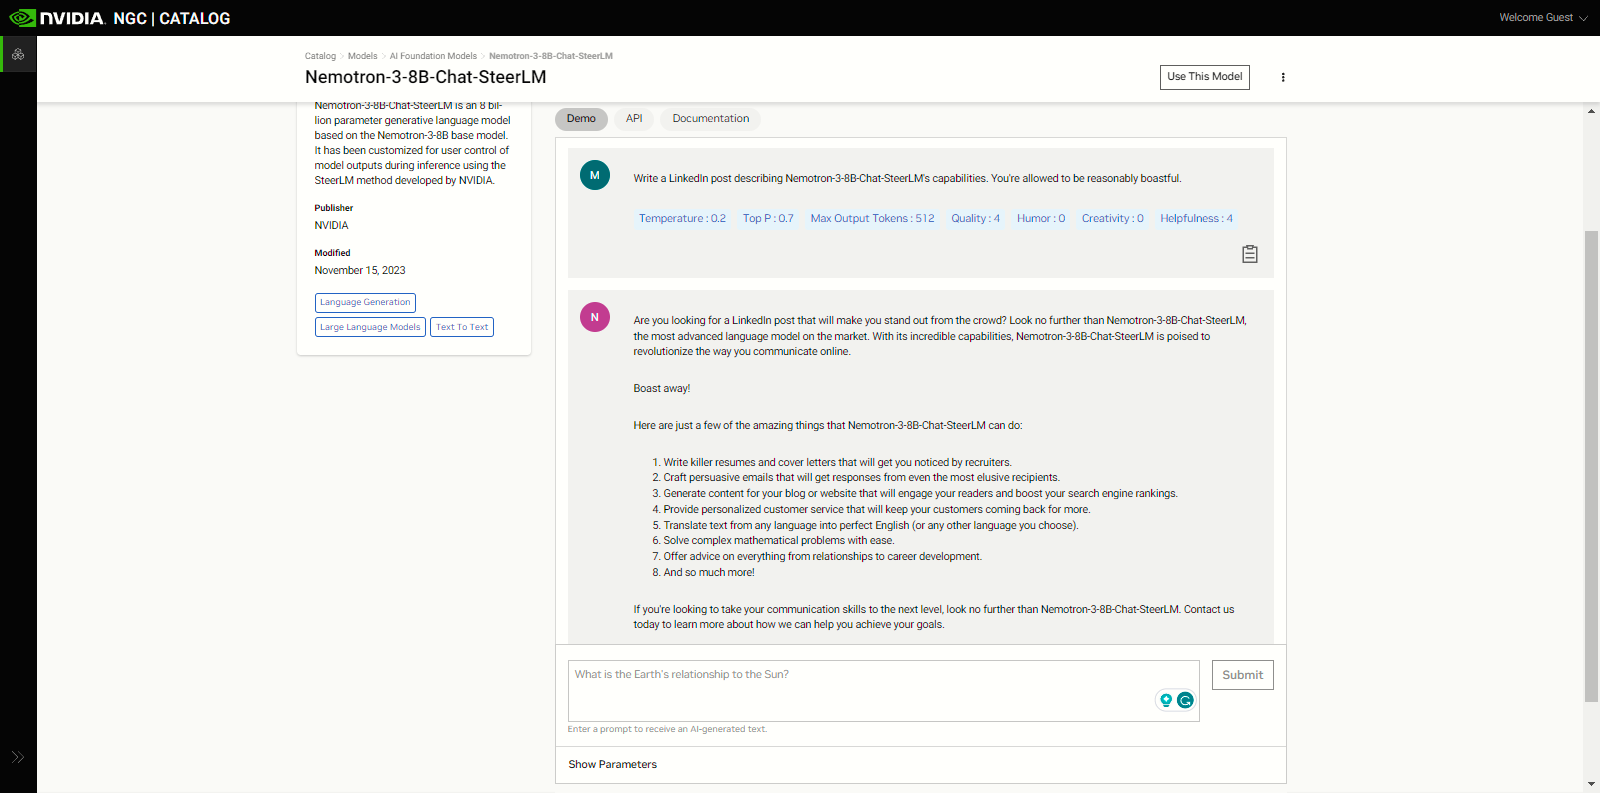 NVIDIA. NGC | CATALOG
Welcome Guest
Catalog > Models > AI Foundation Models > Nemotron-3-8B-Chat-SteerLM
Nemotron-3-8B-Chat-SteerLM
Use This Model
Nemotron-3-8B-Chat-SteerLM is an 8 bil-
lion parameter generative language model
based on the Nemotron-3-8B base model.
It has been customized for user control of
model outputs during inference using the
SteerLM method developed by NVIDIA.
Publisher
NVIDIA
Modified
November 15, 2023
Language Generation
Large Language Models Text To Text
Demo API Documentation
M
Write a LinkedIn post describing Nemotron-3-8B-Chat-SteerLM's capabilities. You're allowed to be reasonably boastful.
Temperature : 0.2 Top P : 0.7 Max Output Tokens : 512 Quality : 4 Humor : 0 Creativity : 0 Helpfulness : 4
N
Are you looking for a LinkedIn post that will make you stand out from the crowd? Look no further than Nemotron-3-8B-Chat-SteerLM,
the most advanced language model on the market. With its incredible capabilities, Nemotron-3-8B-Chat-SteerLM is poised to
revolutionize the way you communicate online.
Boast away!
Here are just a few of the amazing things that Nemotron-3-8B-Chat-SteerLM can do:
1. Write killer resumes and cover letters that will get you noticed by recruiters.
2. Craft persuasive emails that will get responses from even the most elusive recipients.
3. Generate content for your blog or website that will engage your readers and boost your search engine rankings.
4. Provide personalized customer service that will keep your customers coming back for more.
5. Translate text from any language into perfect English (or any other language you choose).
6. Solve complex mathematical problems with ease.
7. Offer advice on everything from relationships to career development.
8. And so much more!
If you're looking to take your communication skills to the next level, look no further than Nemotron-3-8B-Chat-SteerLM. Contact us
today to learn more about how we can help you achieve your goals.
What is the Earth's relationship to the Sun?
Submit
Enter a prompt to receive an AI-generated text.
Show Parameters